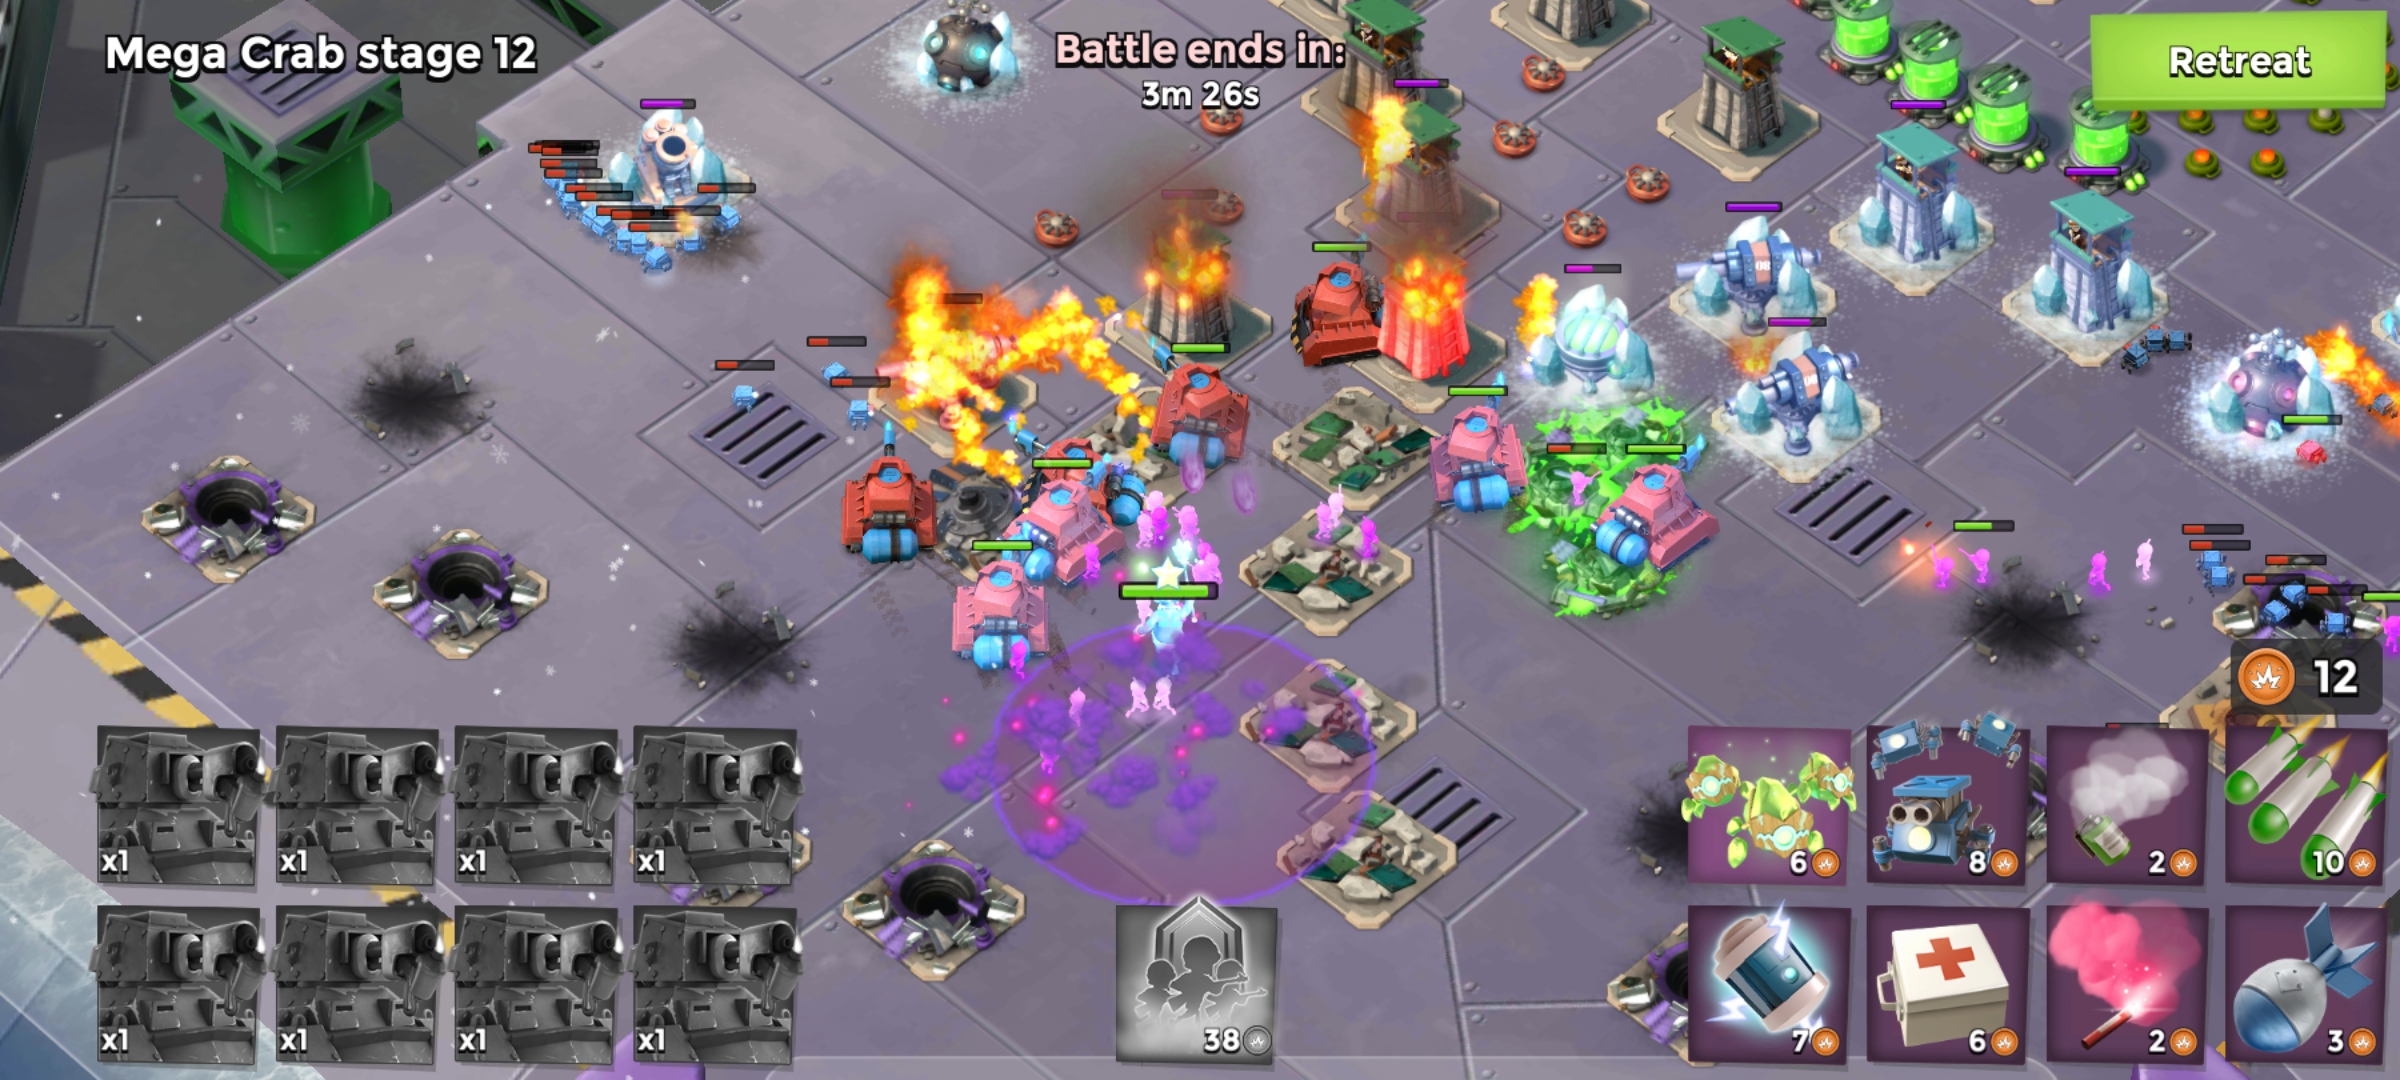 Mega Crab stage 12
Battle ends in:
3m 26s
Retreat
12
x1 x1 x1 x1
6 8 2 10
x1 x1 x1 x1
38
7 6 2 3